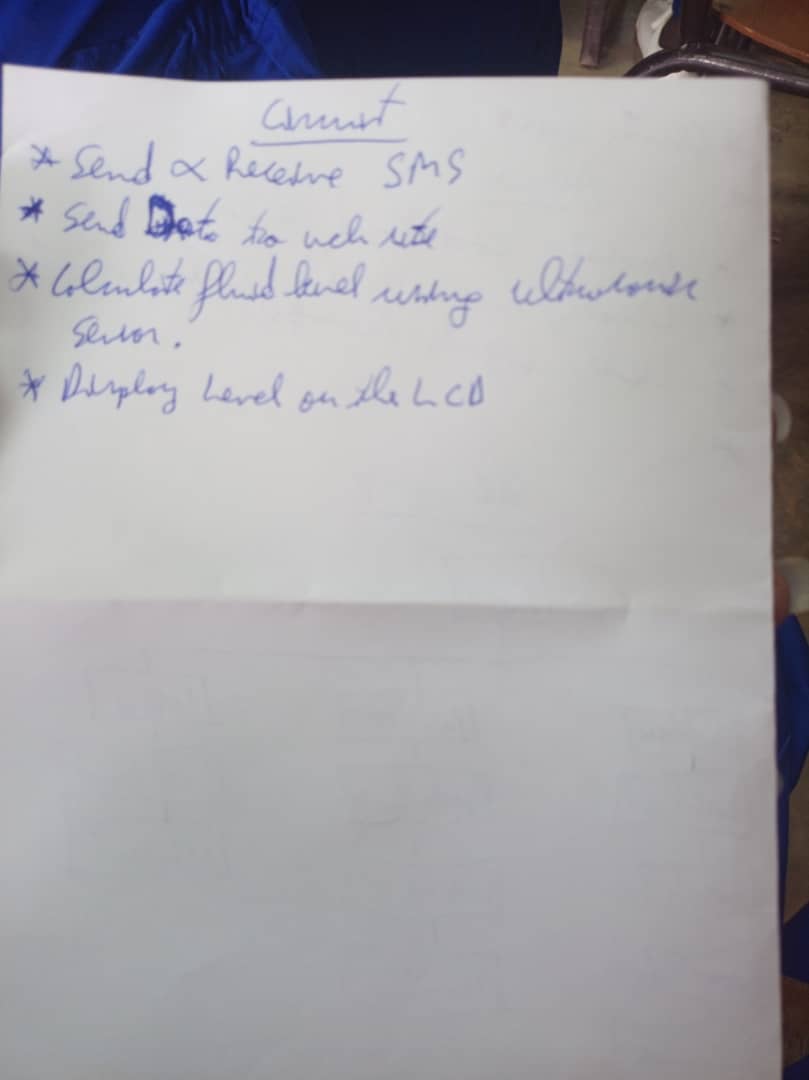 * Send & Receive SMS
* Send Data to web site
* Calculate fluid level using ultrasonic
sensor.
* Display Level on the LCD